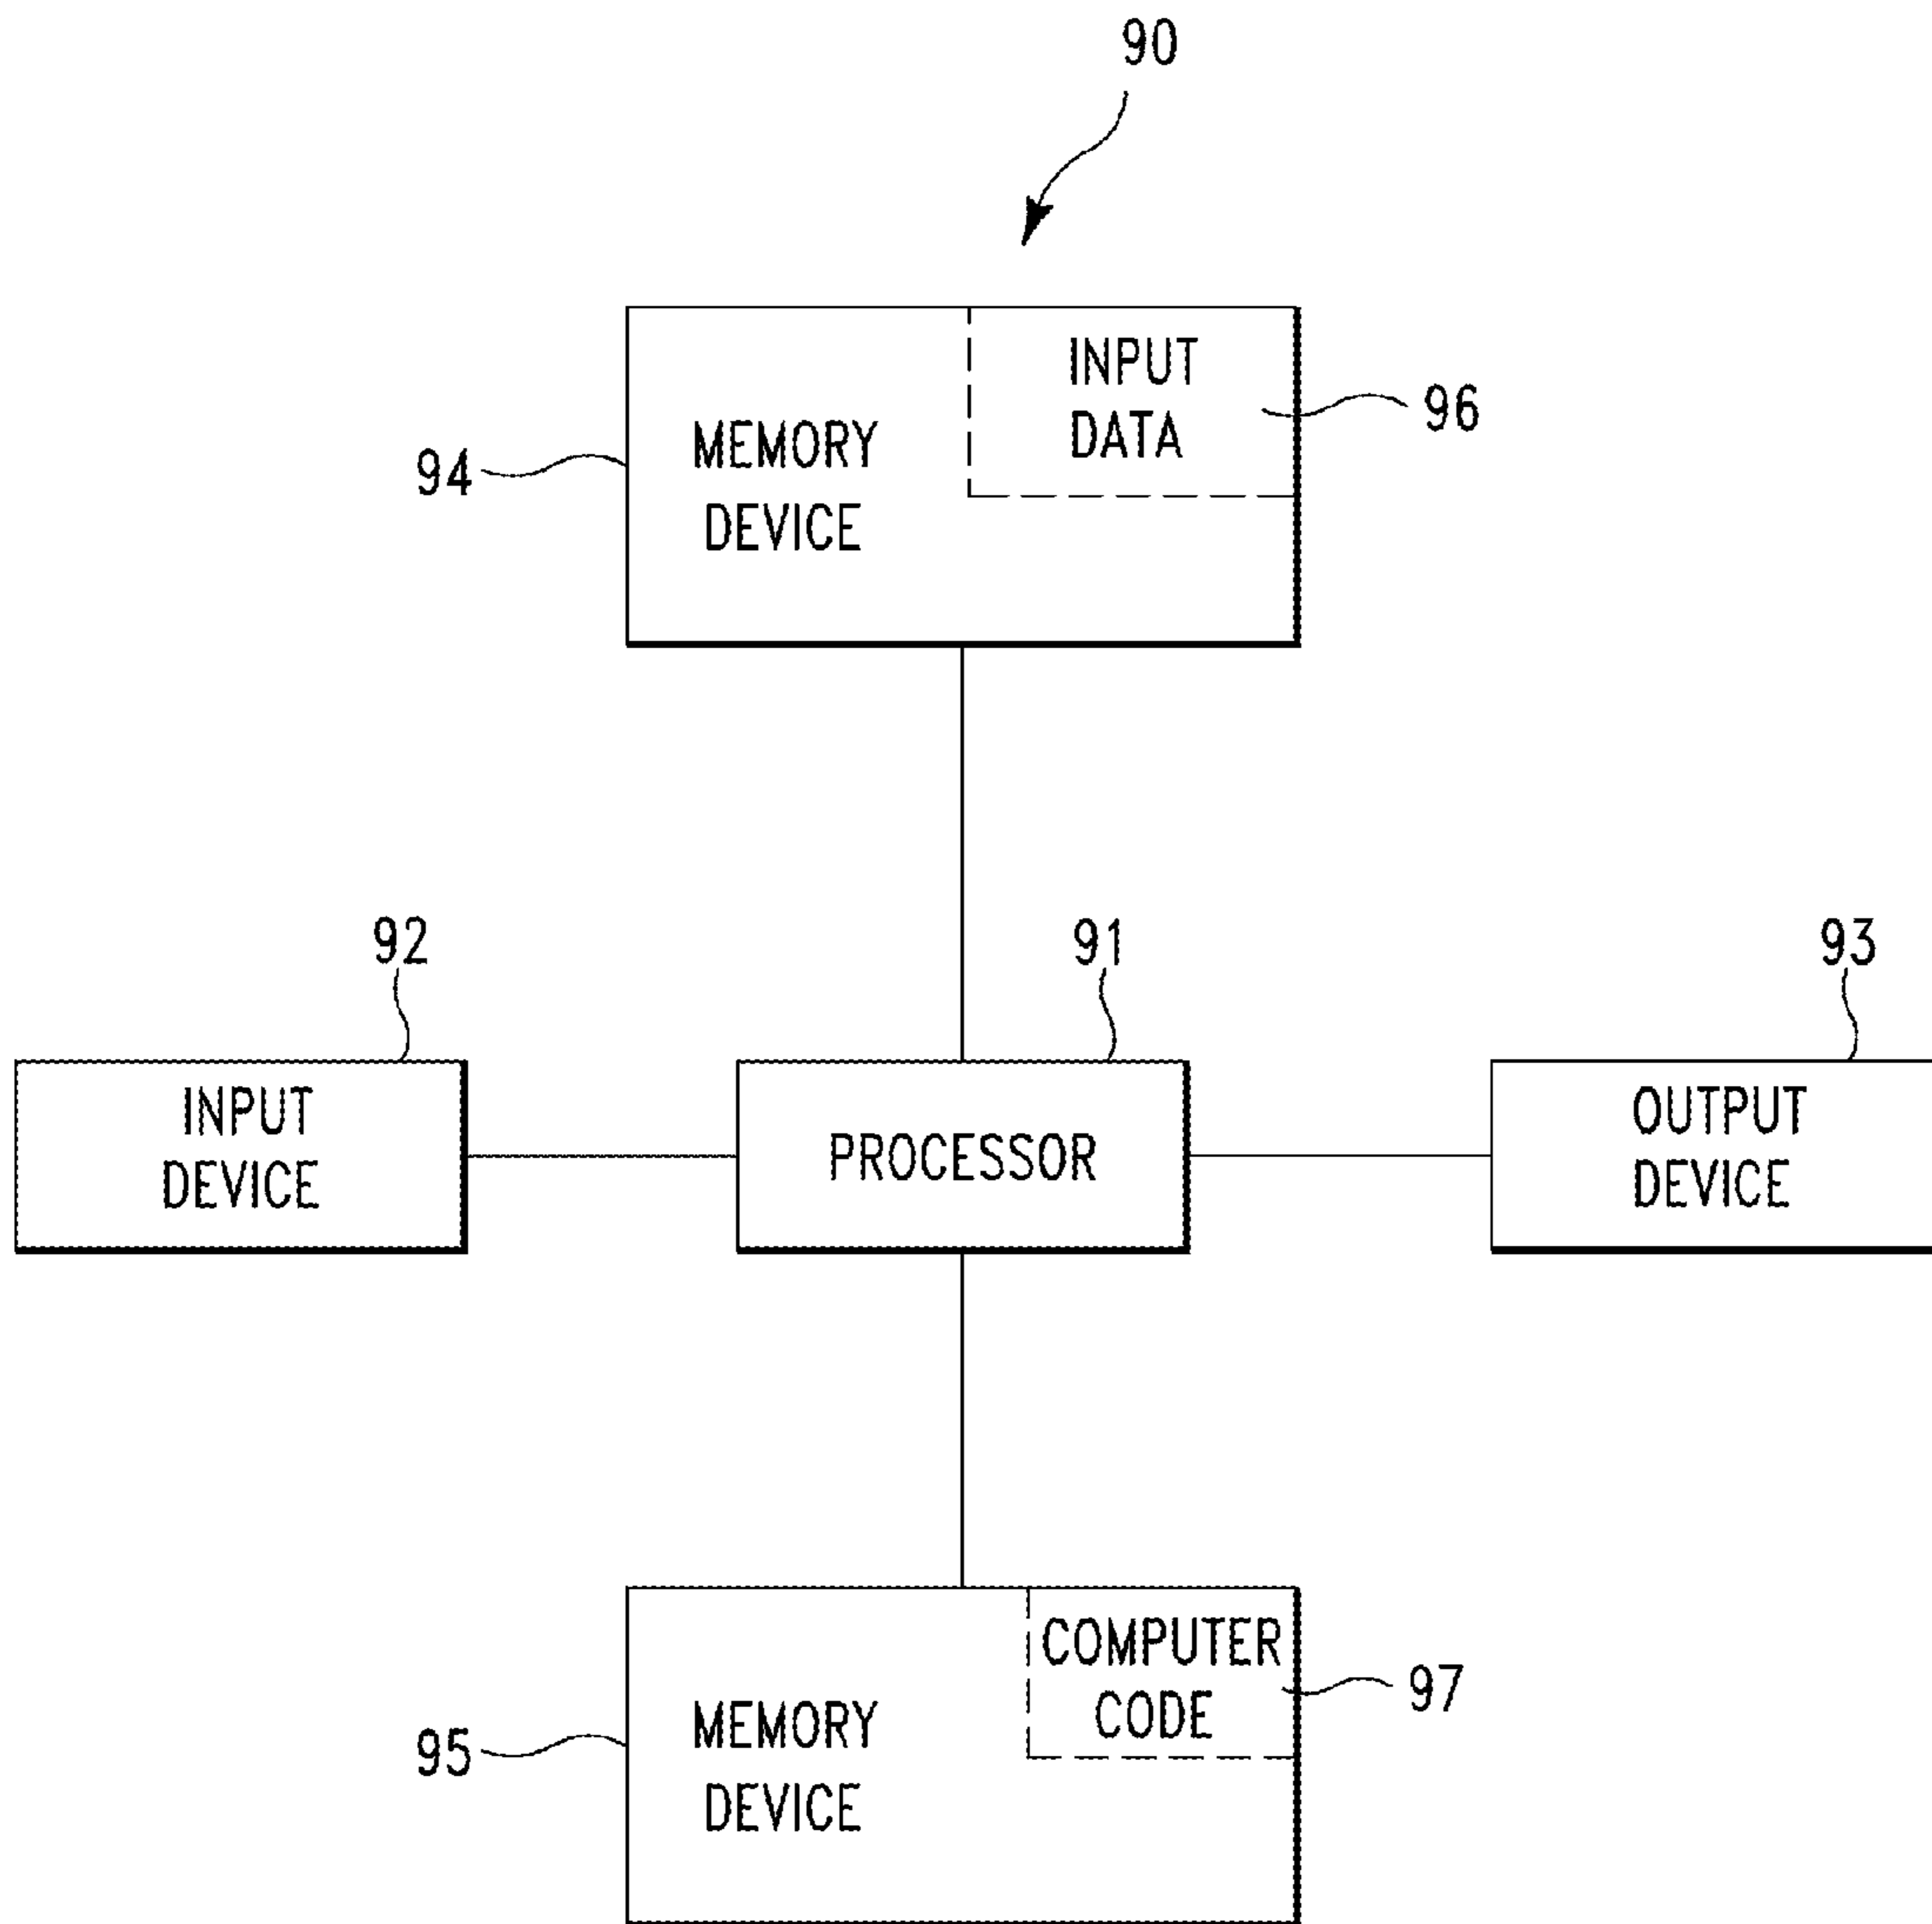 90
INPUT
DATA
96
MEMORY
DEVICE
94
92
91
93
INPUT
DEVICE
PROCESSOR
OUTPUT
DEVICE
COMPUTER
CODE
97
MEMORY
DEVICE
95